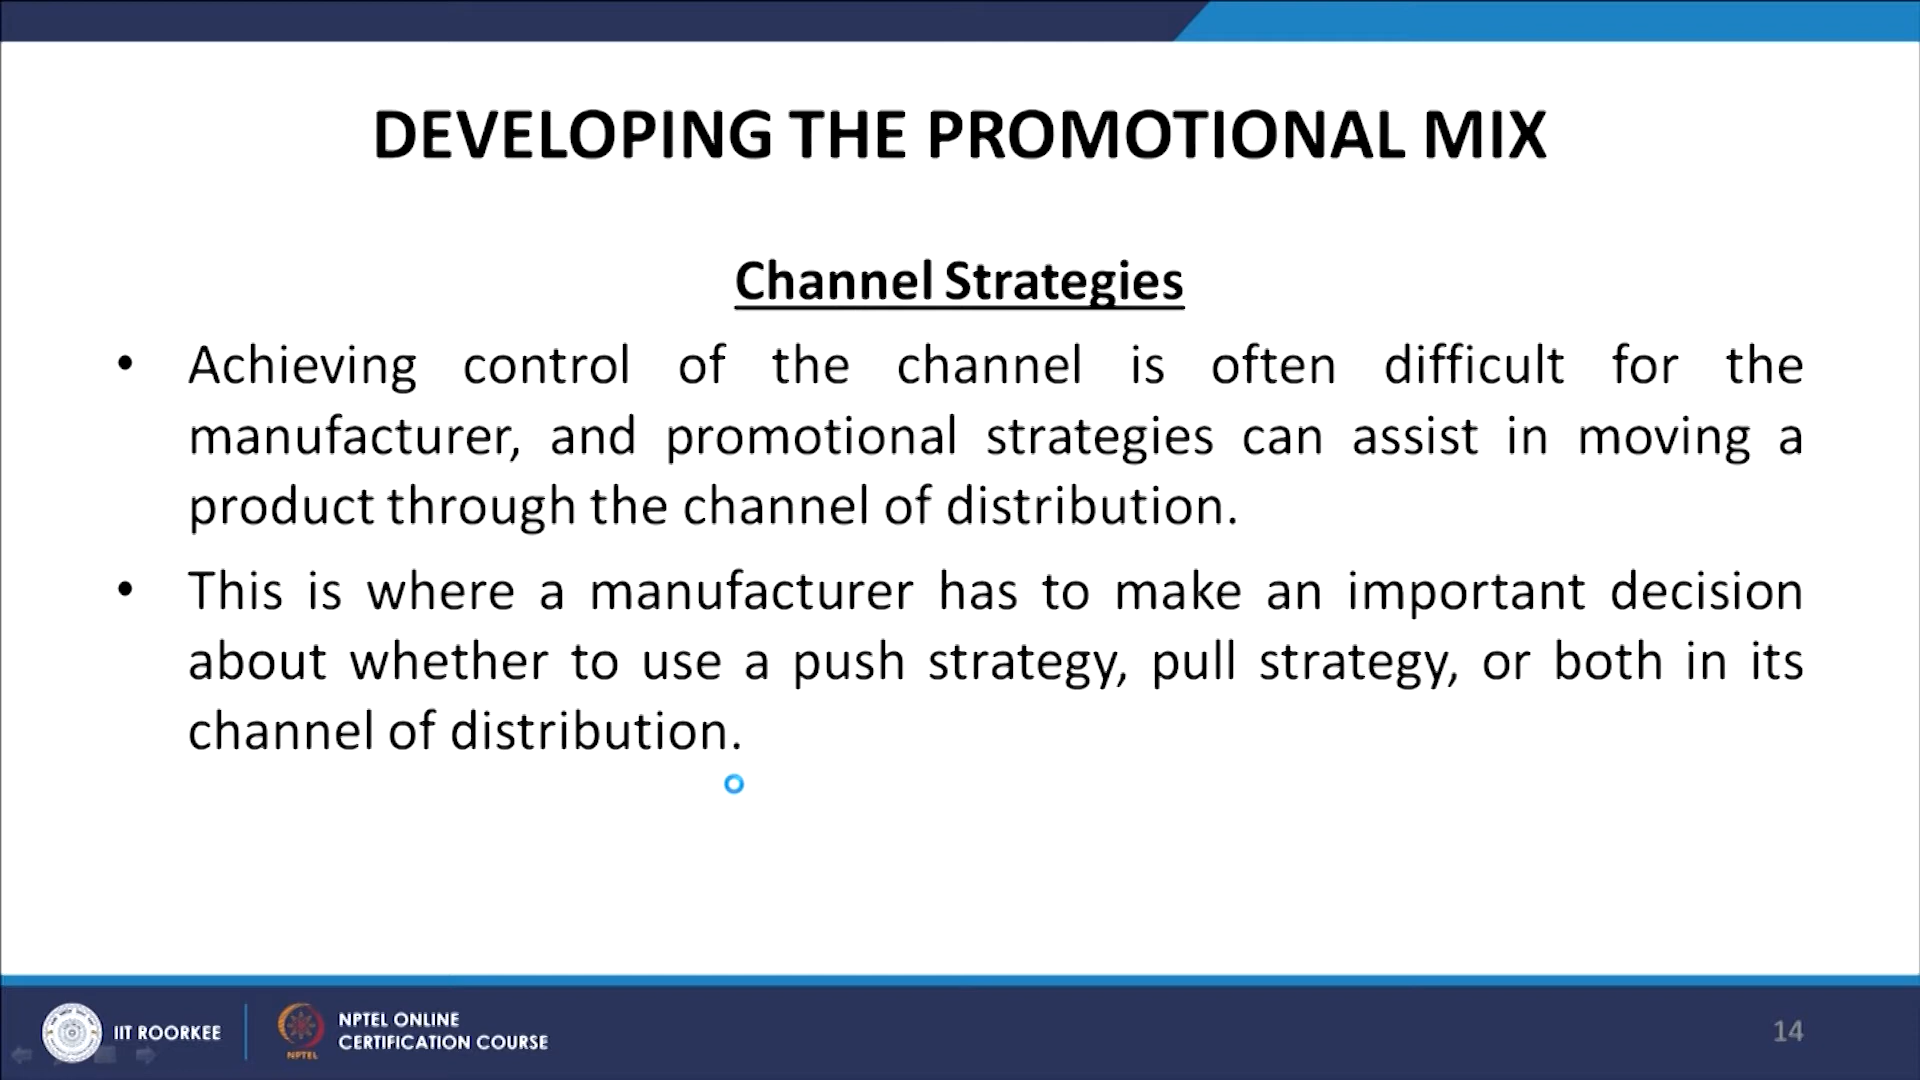 DEVELOPING THE PROMOTIONAL MIX
Channel Strategies
• Achieving control of the channel is often difficult for the
manufacturer, and promotional strategies can assist in moving a
product through the channel of distribution.
• This is where a manufacturer has to make an important decision
about whether to use a push strategy, pull strategy, or both in its
channel of distribution.
IIT ROORKEE
NPTEL
NPTEL ONLINE
CERTIFICATION COURSE
14